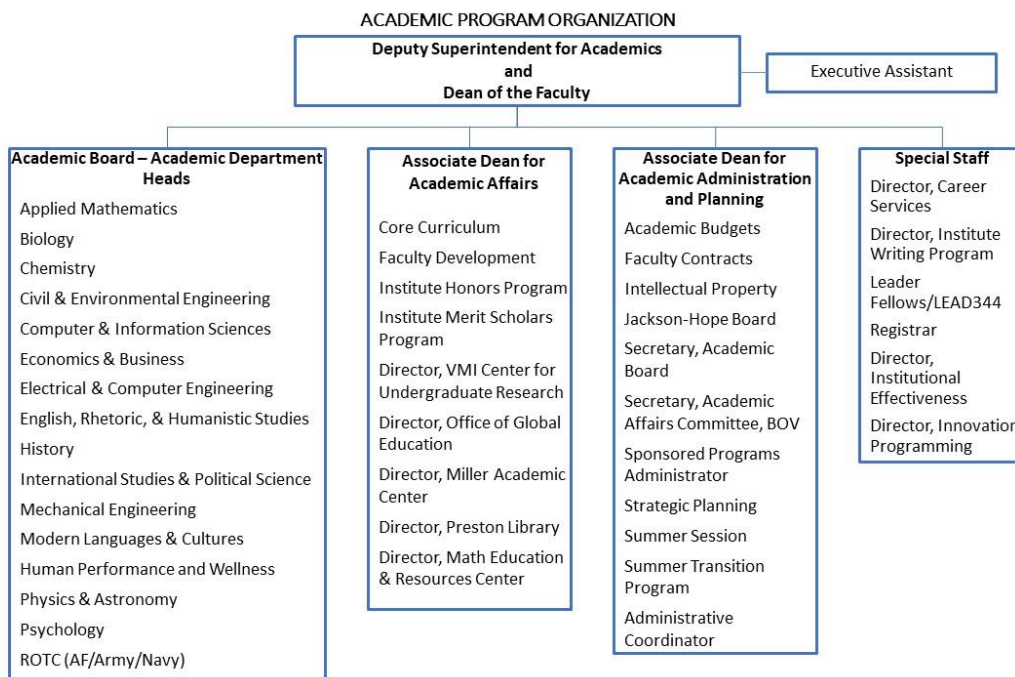 ACADEMIC PROGRAM ORGANIZATION
Deputy Superintendent for Academics
and
Dean of the Faculty
Executive Assistant
Academic Board – Academic Department
Heads
Applied Mathematics
Biology
Chemistry
Civil & Environmental Engineering
Computer & Information Sciences
Economics & Business
Electrical & Computer Engineering
English, Rhetoric, & Humanistic Studies
History
International Studies & Political Science
Mechanical Engineering
Modern Languages & Cultures
Human Performance and Wellness
Physics & Astronomy
Psychology
ROTC (AF/Army/Navy)
Associate Dean for
Academic Affairs
Core Curriculum
Faculty Development
Institute Honors Program
Institute Merit Scholars
Program
Director, VMI Center for
Undergraduate Research
Director, Office of Global
Education
Director, Miller Academic
Center
Director, Preston Library
Director, Math Education
& Resources Center
Associate Dean for
Academic Administration
and Planning
Academic Budgets
Faculty Contracts
Intellectual Property
Jackson-Hope Board
Secretary, Academic
Board
Secretary, Academic
Affairs Committee, BOV
Sponsored Programs
Administrator
Strategic Planning
Summer Session
Summer Transition
Program
Administrative
Coordinator
Special Staff
Director, Career
Services
Director, Institute
Writing Program
Leader
Fellows/LEAD344
Registrar
Director,
Institutional
Effectiveness
Director, Innovation
Programming